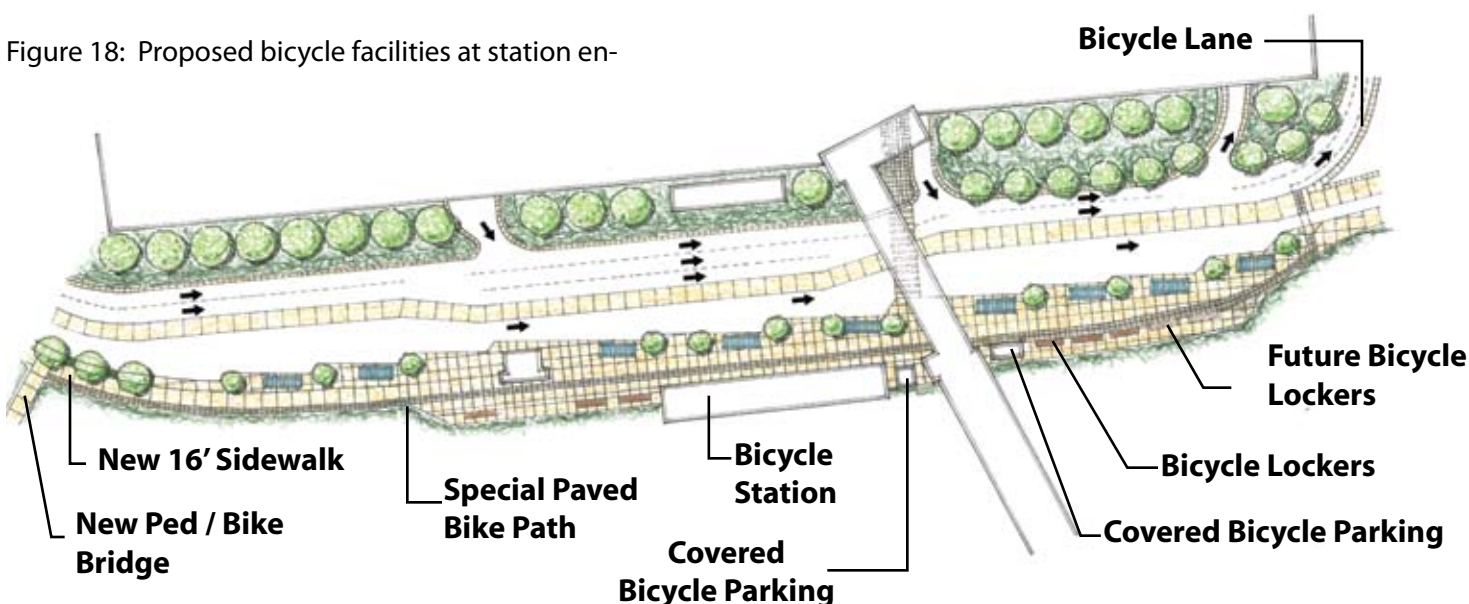 Figure 18: Proposed bicycle facilities at station en-
Bicycle Lane
Future Bicycle
Lockers
Bicycle Lockers
Covered Bicycle Parking
Covered
Bicycle Parking
Bicycle
Station
Special Paved
Bike Path
New 16' Sidewalk
New Ped / Bike
Bridge